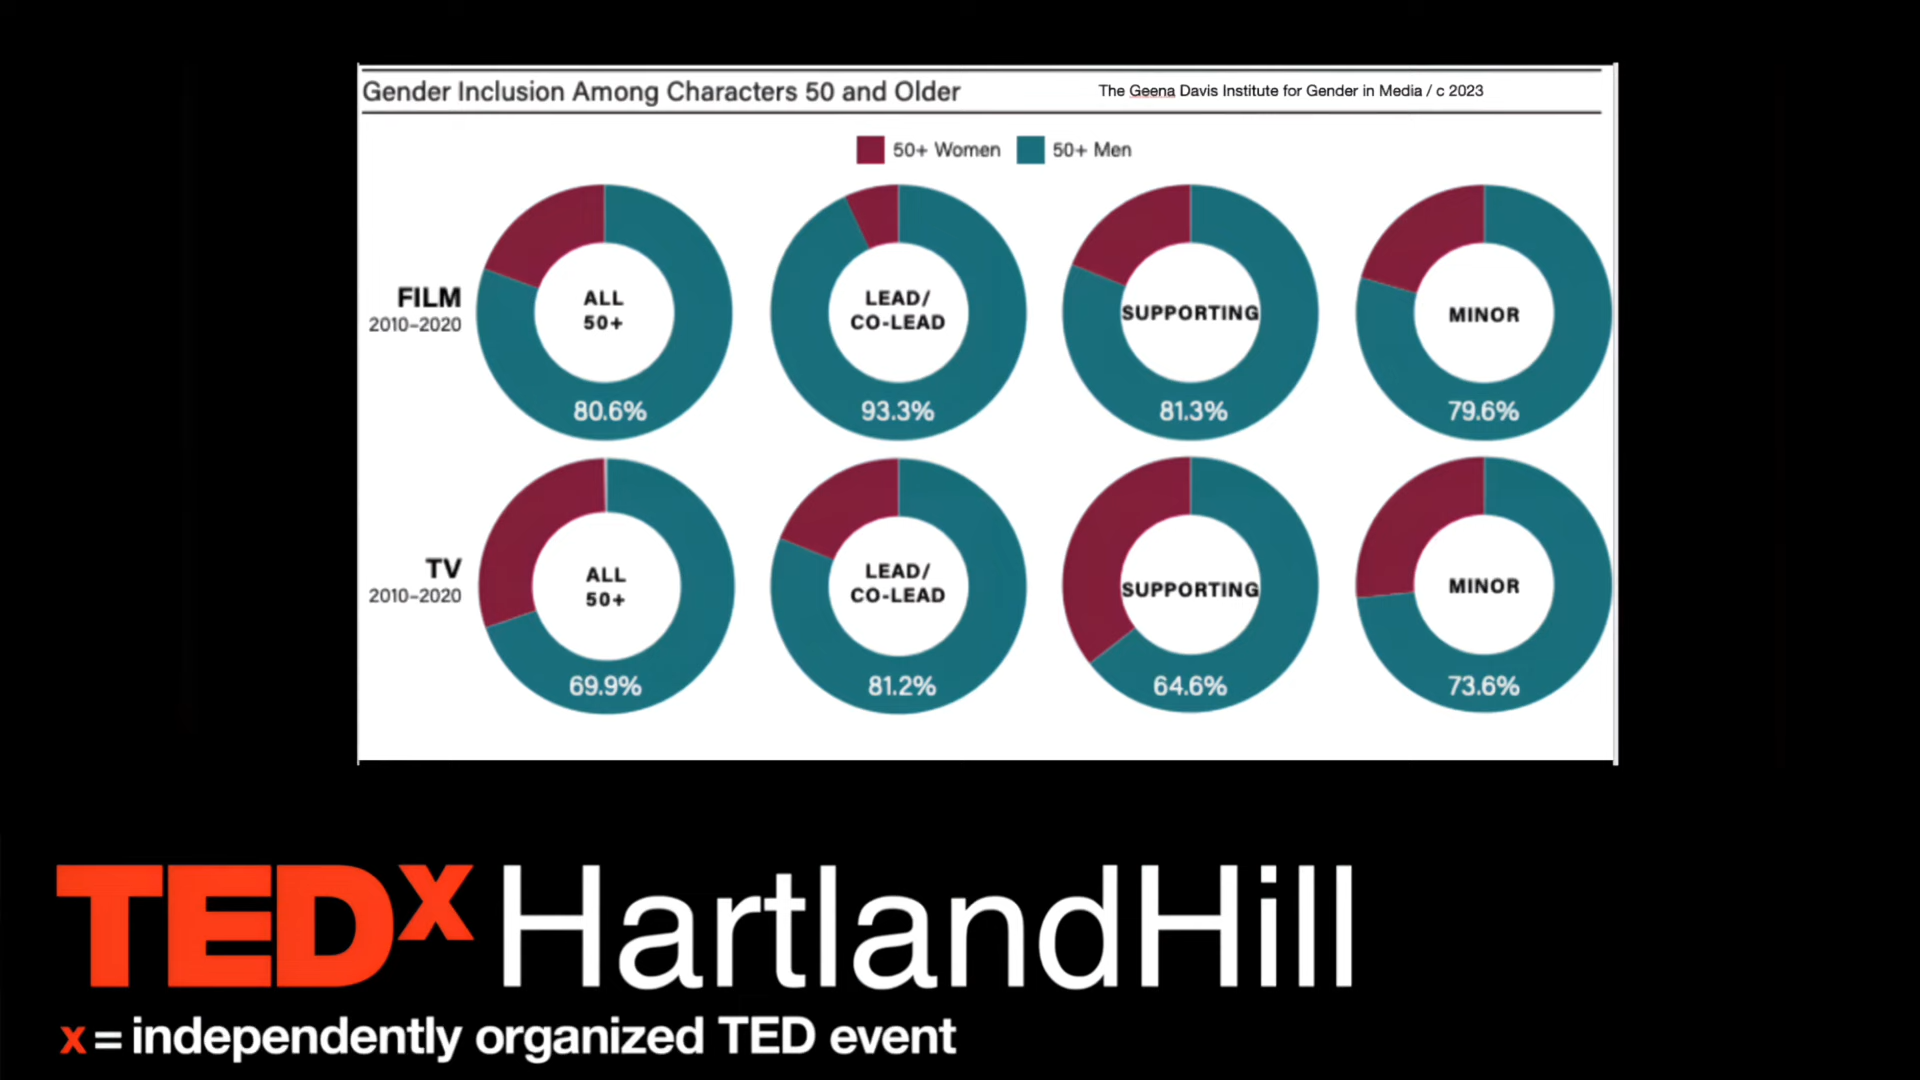 Gender Inclusion Among Characters 50 and Older
The Geena Davis Institute for Gender in Media / c 2023
50+ Women
50+ Men
FILM
2010–2020
ALL
50+
80.6%
LEAD/
CO-LEAD
93.3%
SUPPORTING
81.3%
MINOR
79.6%
TV
2010–2020
ALL
50+
69.9%
LEAD/
CO-LEAD
81.2%
SUPPORTING
64.6%
MINOR
73.6%
TEDx HartlandHill
x = independently organized TED event